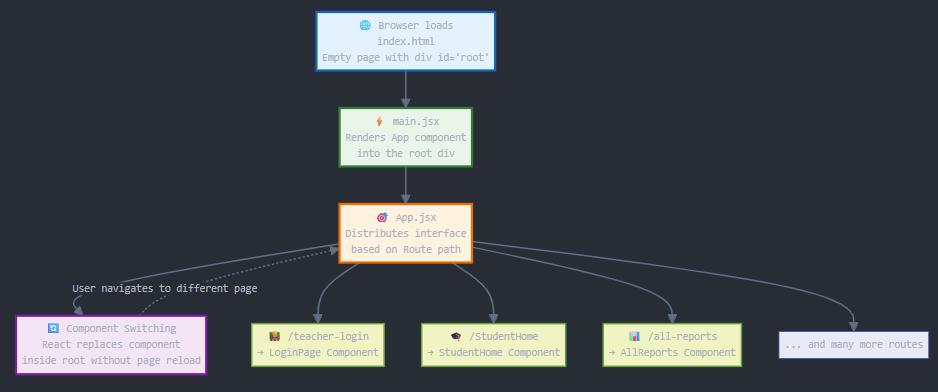 🌐 Browser loads
index.html
Empty page with div id='root'
⚡ main.jsx
Renders App component
into the root div
🎯 App.jsx
Distributes interface
based on Route path
User navigates to different page
🔄 Component Switching
React replaces component
inside root without page reload
👩‍🏫 /teacher-login
→ LoginPage Component
🎓 /StudentHome
→ StudentHome Component
📊 /all-reports
→ AllReports Component
... and many more routes